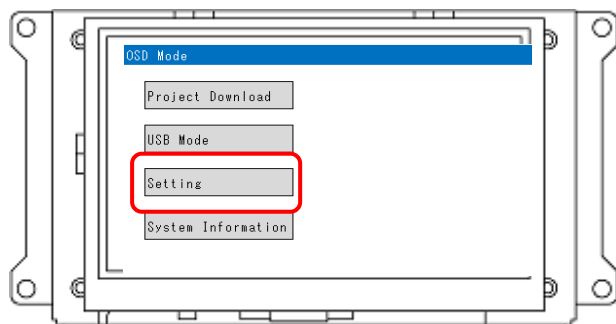 OSD Mode
Project Download
USB Mode
Setting
System Information